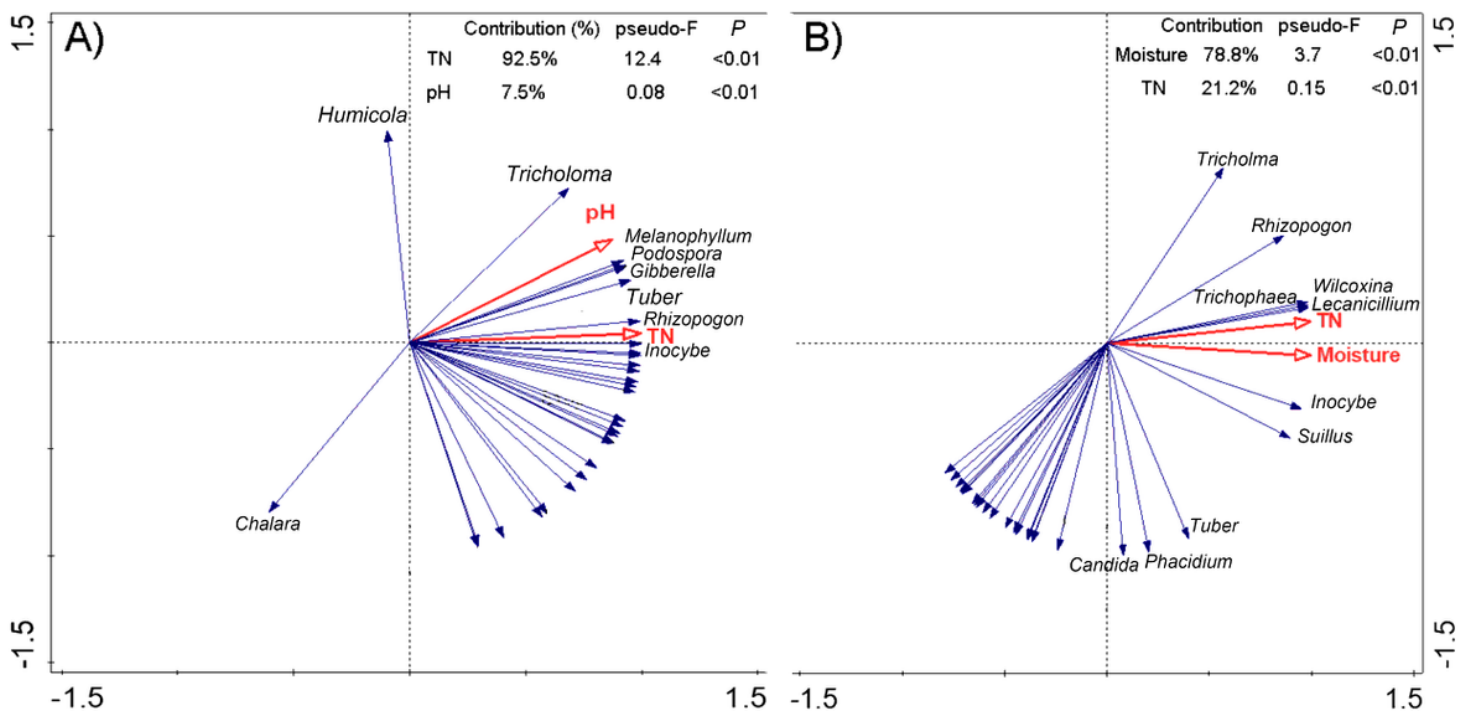 A)
Contribution (%) pseudo-F P
TN 92.5% 12.4 <0.01
pH 7.5% 0.08 <0.01
1.5
Humicola
Tricholoma
pH
Melanophyllum
Podospora
Gibberella
Tuber
Rhizopogon
TN
Inocybe
Chalara
-1.5
-1.5 1.5
B)
Contribution pseudo-F P
Moisture 78.8% 3.7 <0.01
TN 21.2% 0.15 <0.01
1.5
Tricholma
Rhizopogon
Wilcoxina
Trichophaea
Lecanicillium
TN
Moisture
Inocybe
Suillus
Tuber
Candida Phacidium
-1.5
-1.5 1.5